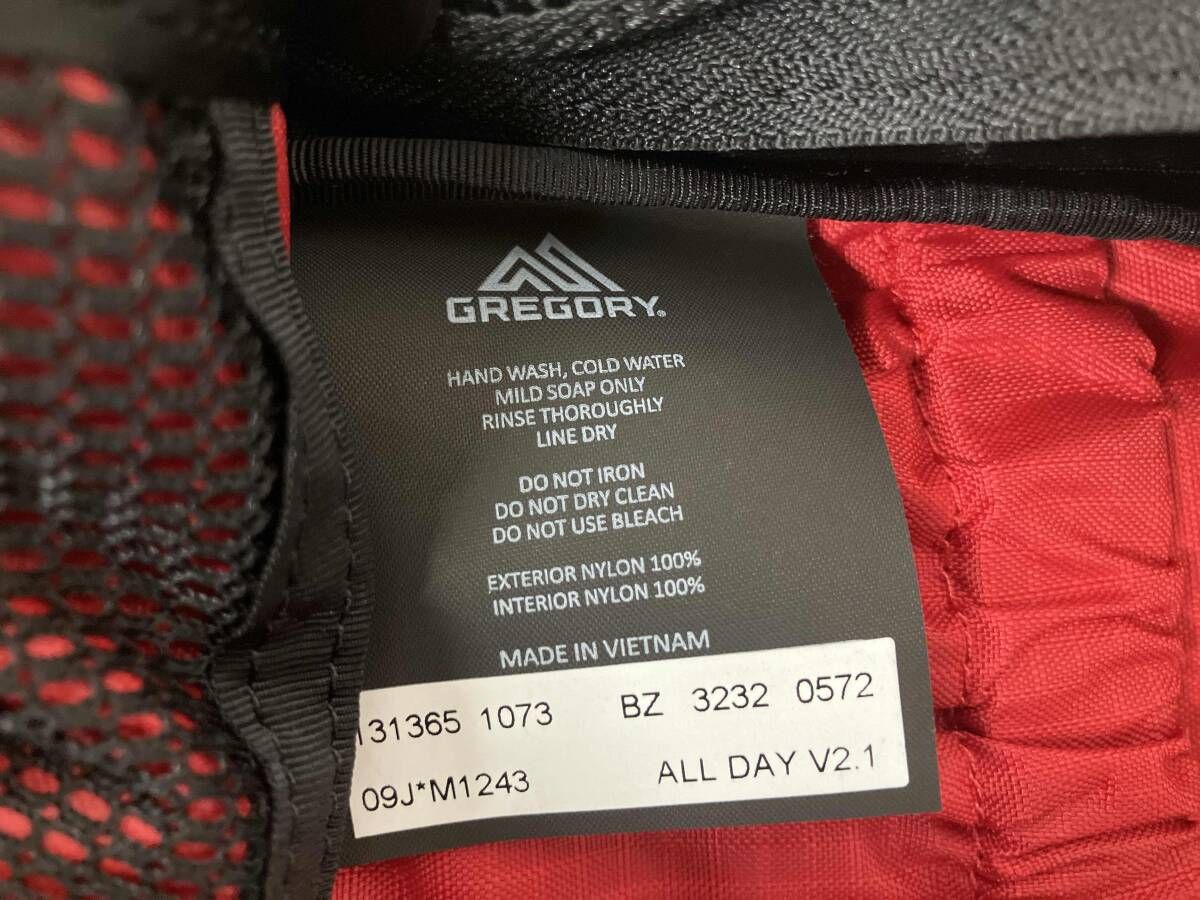 GREGORY.
HAND WASH, COLD WATER
MILD SOAP ONLY
RINSE THOROUGHLY
LINE DRY
DO NOT IRON
DO NOT DRY CLEAN
DO NOT USE BLEACH
EXTERIOR NYLON 100%
INTERIOR NYLON 100%
MADE IN VIETNAM
131365 1073 BZ 3232 0572
09J*M1243 ALL DAY V2.1